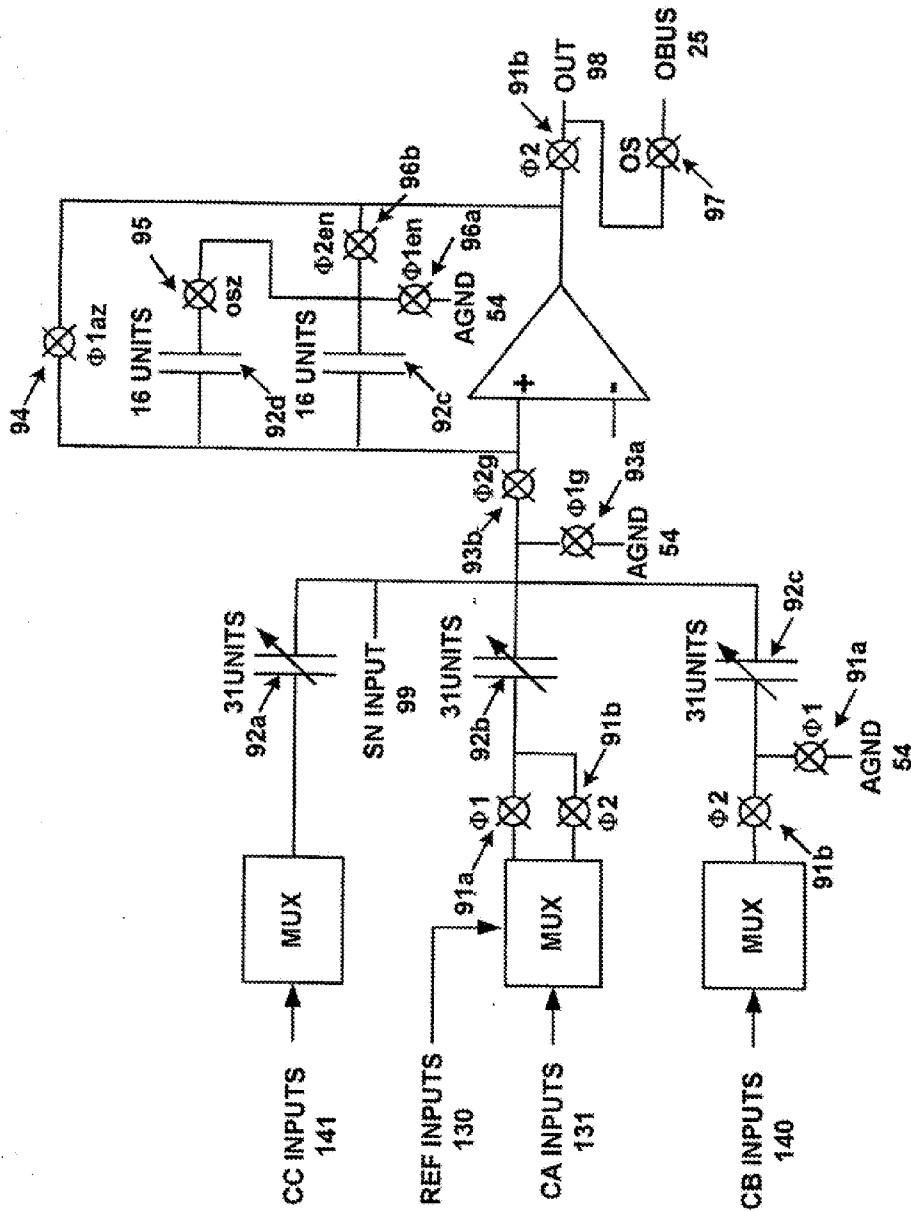 94
Φ1az
95
16 UNITS
osz
92d
16 UNITS
Φ2en
96b
92c
Φ1en
96a
AGND
54
91b
Φ2
OUT
98
OS
OBUS
25
97
+
-
Φ2g
93b
Φ1g
93a
AGND
54
31UNITS
92a
SN INPUT
99
31UNITS
92b
31UNITS
92c
MUX
CC INPUTS
141
REF INPUTS
130
Φ1
91a
91b
Φ2
MUX
CA INPUTS
131
Φ2
91b
Φ1
91a
AGND
54
MUX
CB INPUTS
140